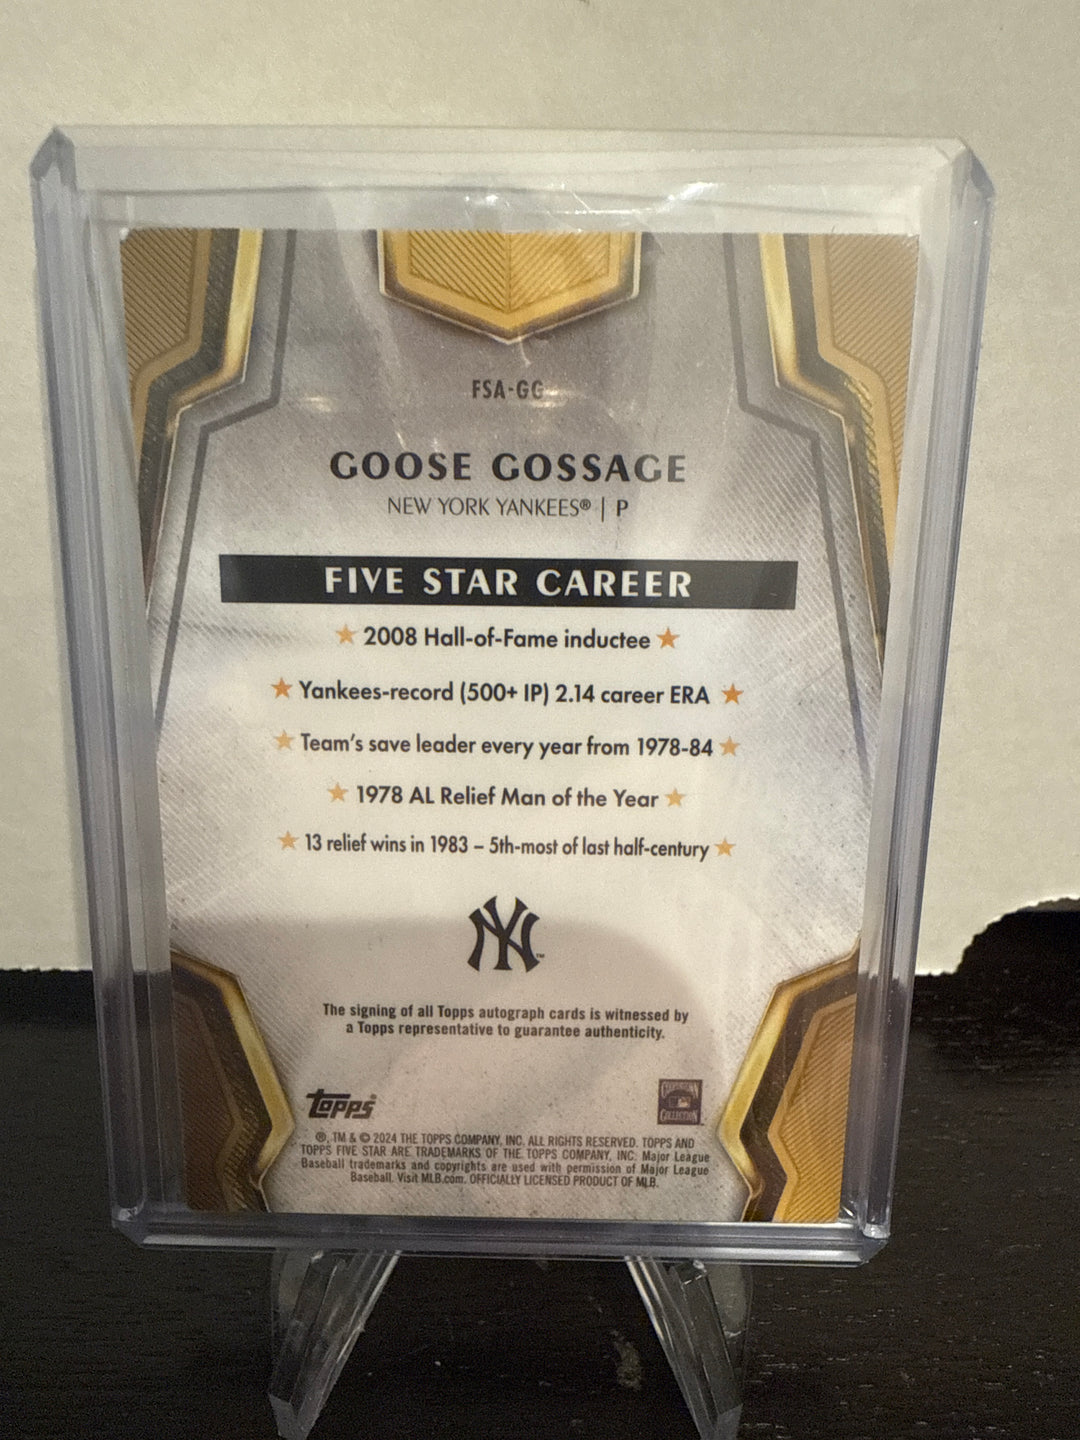 FSA-GG
GOOSE GOSSAGE
NEW YORK YANKEES® | P
FIVE STAR CAREER
★ 2008 Hall-of-Fame inductee ★
★ Yankees-record (500+ IP) 2.14 career ERA ★
★ Team's save leader every year from 1978-84 ★
★ 1978 AL Relief Man of the Year ★
★ 13 relief wins in 1983 – 5th-most of last half-century ★
NY™
The signing of all Topps autograph cards is witnessed by
a Topps representative to guarantee authenticity.
Topps®
COOPERSTOWN
COLLECTION
®, TM & © 2024 THE TOPPS COMPANY, INC. ALL RIGHTS RESERVED. TOPPS AND
TOPPS FIVE STAR ARE TRADEMARKS OF THE TOPPS COMPANY, INC. Major League
Baseball trademarks and copyrights are used with permission of Major League
Baseball. Visit MLB.com. OFFICIALLY LICENSED PRODUCT OF MLB.